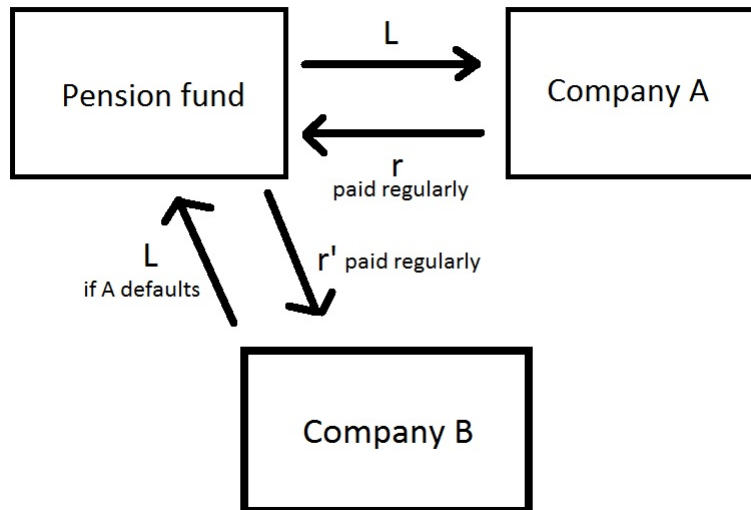 L
Pension fund
Company A
r
paid regularly
L
if A defaults
r' paid regularly
Company B